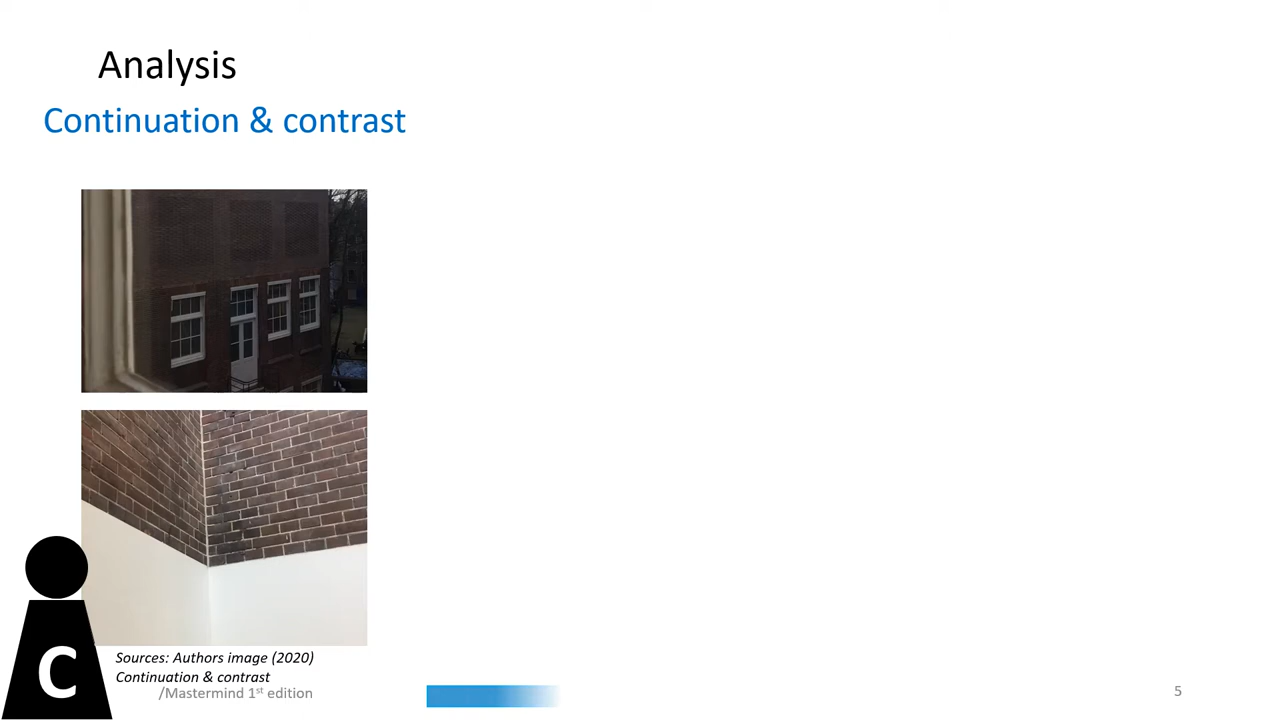 Analysis
Continuation & contrast
C
Sources: Authors image (2020)
Continuation & contrast
/Mastermind 1st edition
5